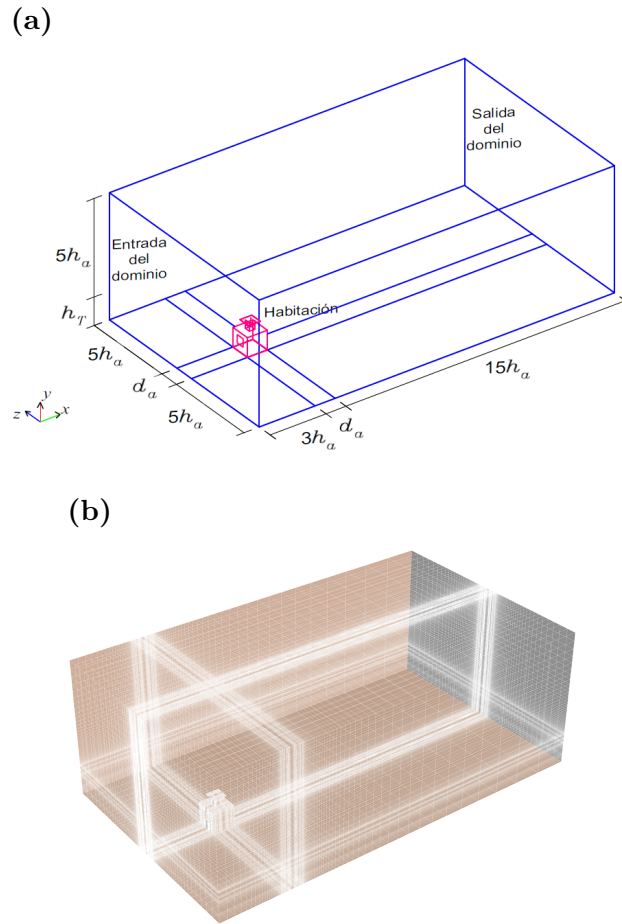 (a)
Salida
del
dominio
Entrada
del
dominio
5h_a
Habitación
h_T
5h_a
15h_a
d_a
5h_a
y
z
x
3h_a
d_a
(b)